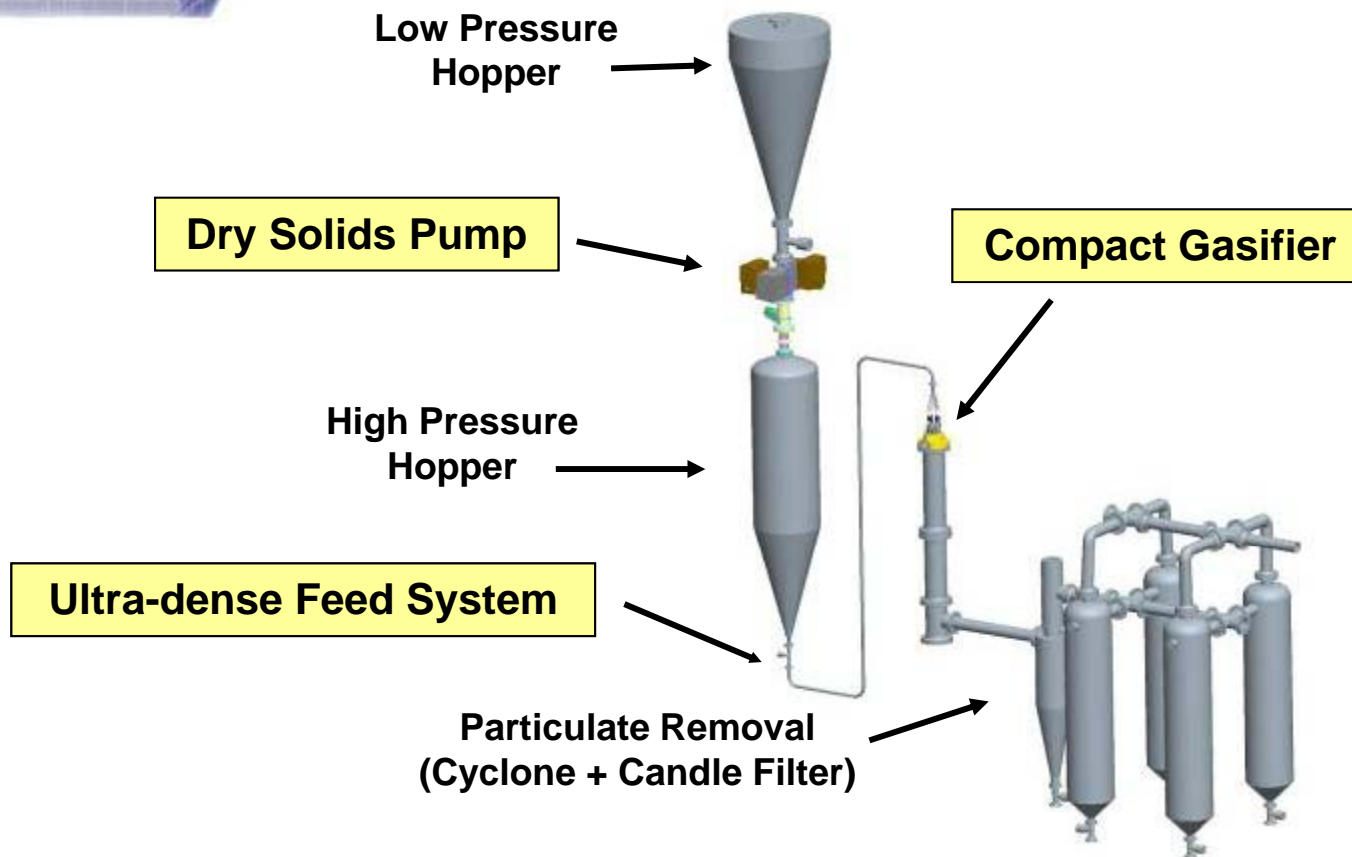 Low Pressure
Hopper
Dry Solids Pump
Compact Gasifier
High Pressure
Hopper
Ultra-dense Feed System
Particulate Removal
(Cyclone + Candle Filter)